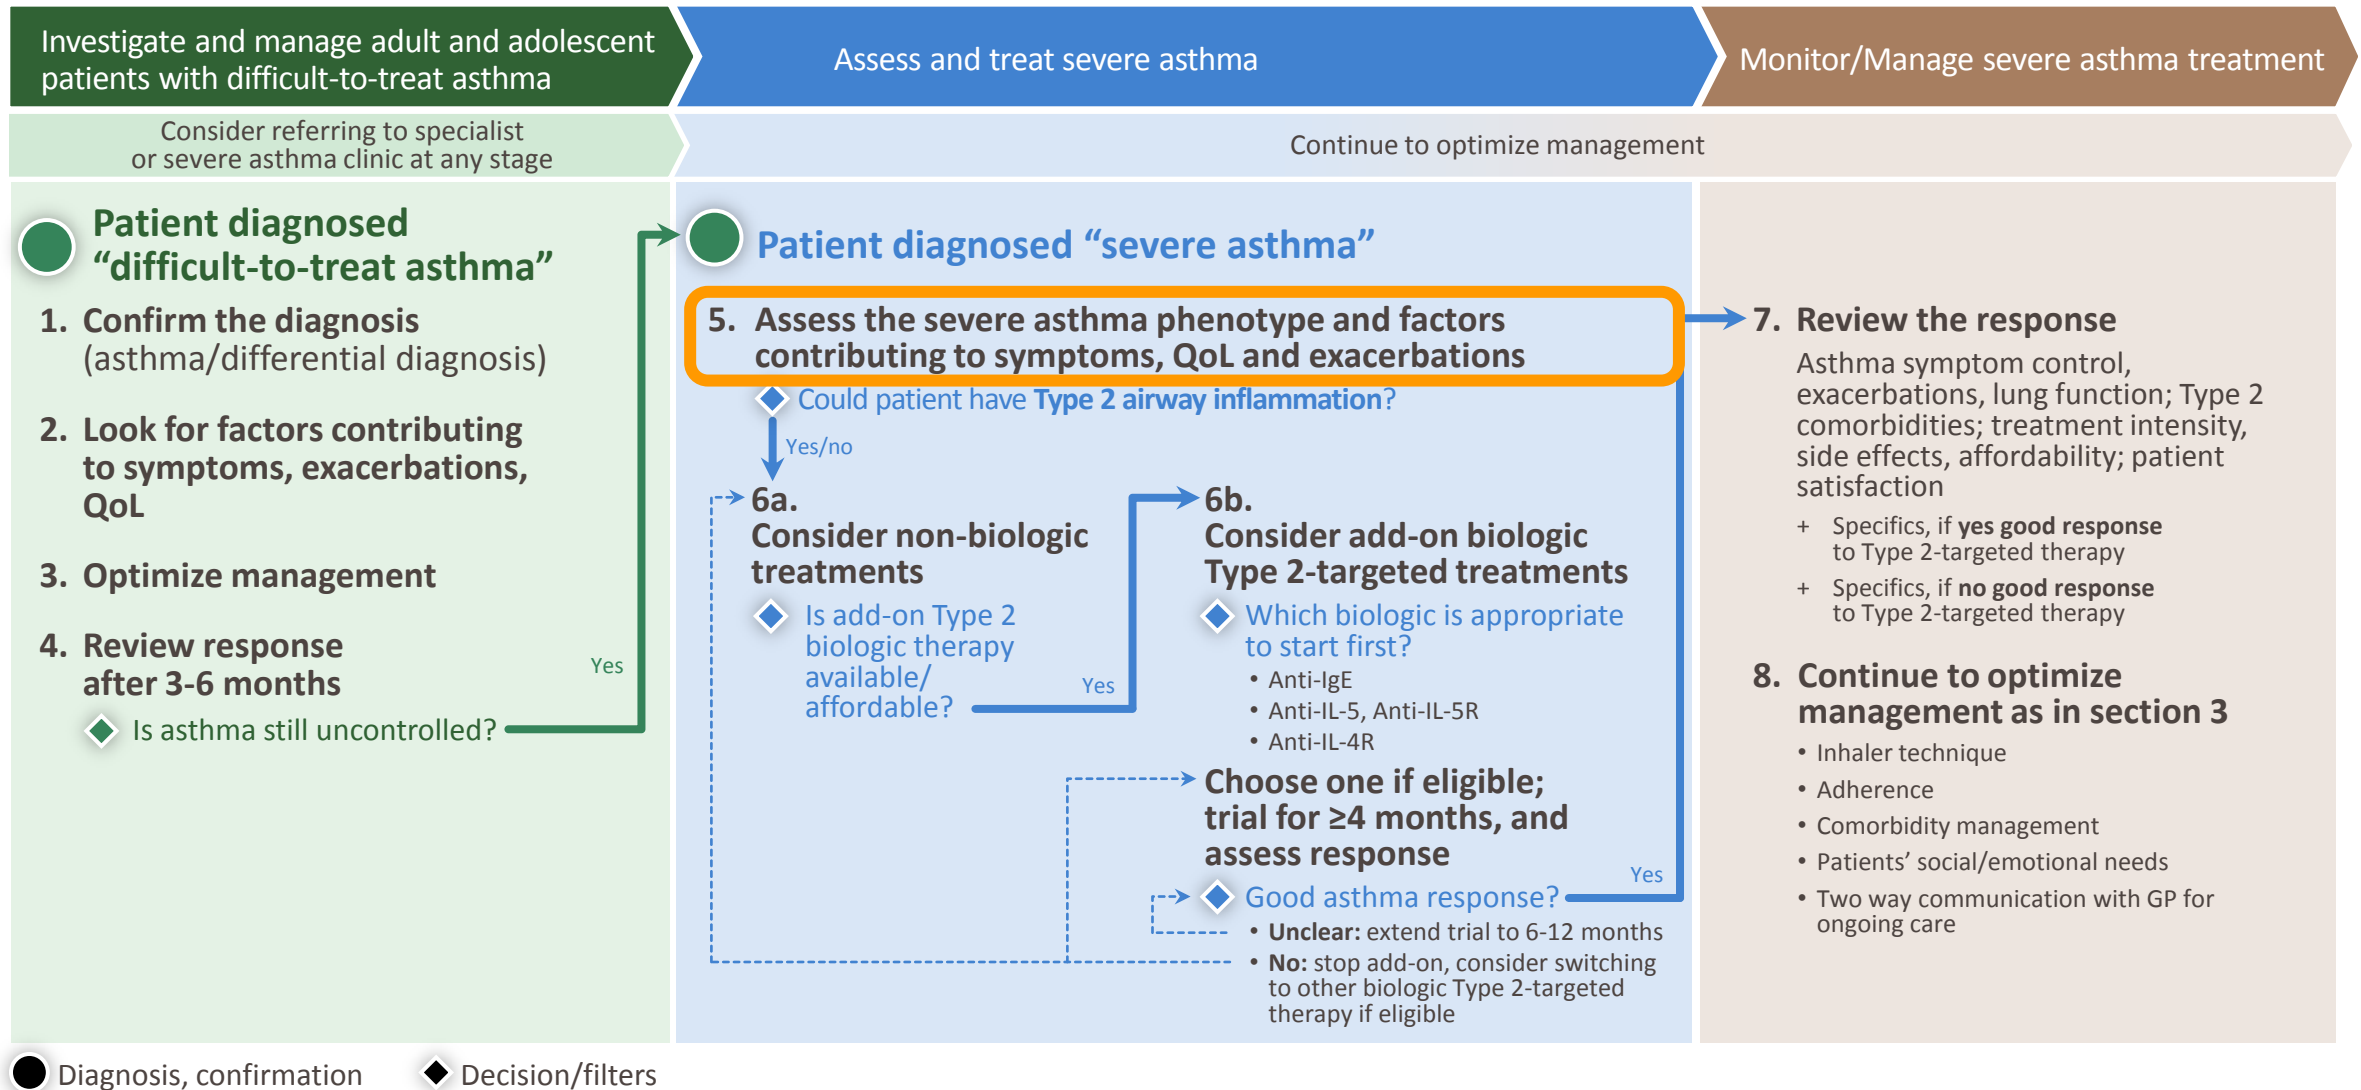 Investigate and manage adult and adolescent
patients with difficult-to-treat asthma
Assess and treat severe asthma
Monitor/Manage severe asthma treatment
Consider referring to specialist
or severe asthma clinic at any stage
Continue to optimize management
Patient diagnosed
“difficult-to-treat asthma”
1. Confirm the diagnosis
(asthma/differential diagnosis)
2. Look for factors contributing
to symptoms, exacerbations,
QoL
3. Optimize management
4. Review response
after 3-6 months
Yes
Is asthma still uncontrolled?
Patient diagnosed “severe asthma”
5. Assess the severe asthma phenotype and factors
contributing to symptoms, QoL and exacerbations
Could patient have Type 2 airway inflammation?
Yes/no
6a.
Consider non-biologic
treatments
Is add-on Type 2
biologic therapy
available/
affordable?
Yes
6b.
Consider add-on biologic
Type 2-targeted treatments
Which biologic is appropriate
to start first?
• Anti-IgE
• Anti-IL-5, Anti-IL-5R
• Anti-IL-4R
Choose one if eligible;
trial for ≥4 months, and
assess response
Good asthma response?
Yes
• Unclear: extend trial to 6-12 months
• No: stop add-on, consider switching
to other biologic Type 2-targeted
therapy if eligible
7. Review the response
Asthma symptom control,
exacerbations, lung function; Type 2
comorbidities; treatment intensity,
side effects, affordability; patient
satisfaction
+ Specifics, if yes good response
to Type 2-targeted therapy
+ Specifics, if no good response
to Type 2-targeted therapy
8. Continue to optimize
management as in section 3
• Inhaler technique
• Adherence
• Comorbidity management
• Patients’ social/emotional needs
• Two way communication with GP for
ongoing care
Diagnosis, confirmation
Decision/filters